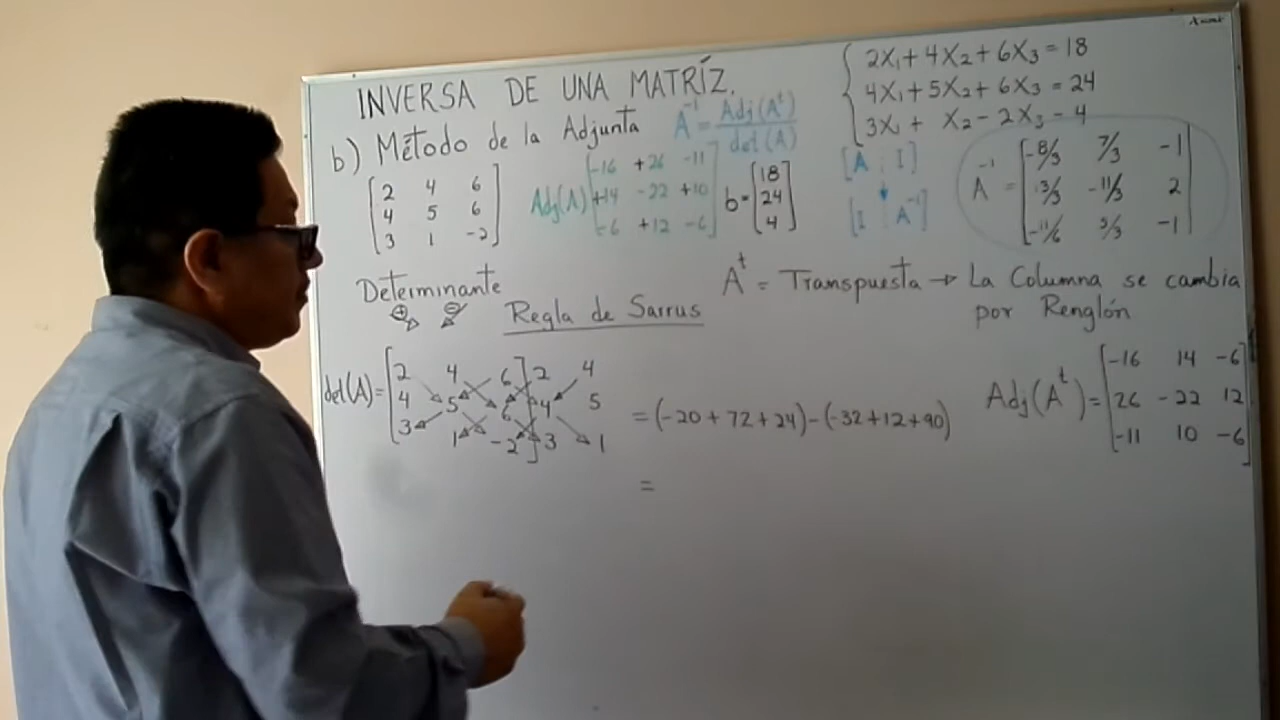 INVERSA DE UNA MATRÍZ.
b) Método de la Adjunta
A⁻¹ = Adj(Aᵗ)
det(A)
{ 2X₁ + 4X₂ + 6X₃ = 18
4X₁ + 5X₂ + 6X₃ = 24
3X₁ + X₂ - 2X₃ - 4
[ 2 4 6
4 5 6
3 1 -2 ]
Adj(A) [ -16 +26 -11
+14 -22 +10
-6 +12 -6 ]
b = [ 18
24
4 ]
[ A : I ]
[ I : A⁻¹ ]
A⁻¹ = [ -8/3 7/3 -1
13/3 -11/3 2
-11/6 5/3 -1 ]
Determinante
⊕ ⊖
Regla de Sarrus
Aᵗ = Transpuesta → La Columna se cambia
por Renglón
det(A) = [ 2 4 6 ] 2 4
4 5 6 4 5
3 1 -2 3 1
= (-20 + 72 + 24) - (-32 + 12 + 90)
=
Adj(Aᵗ) = [ -16 14 -6
26 -22 12
-11 10 -6 ]